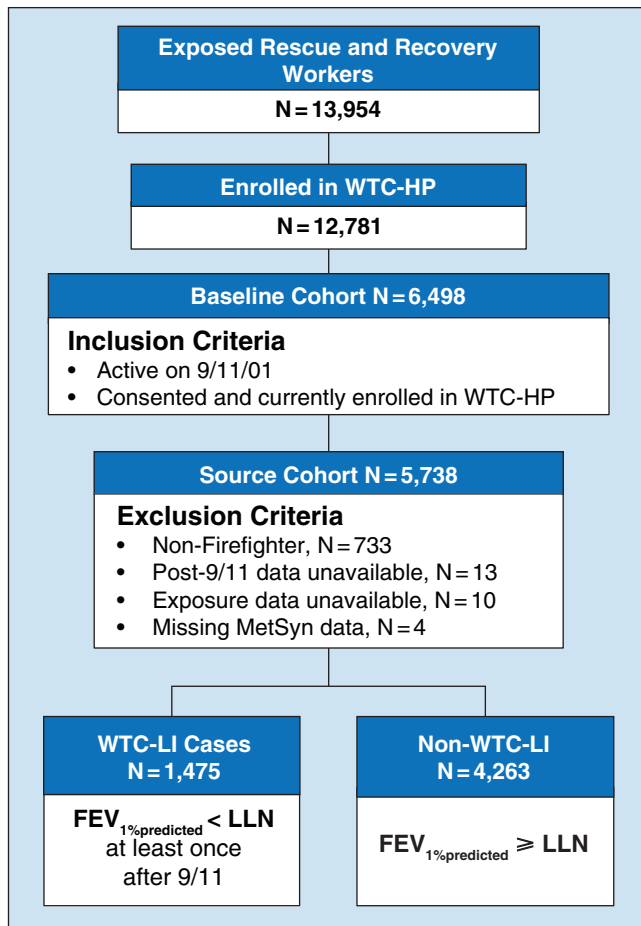 Exposed Rescue and Recovery
Workers
N = 13,954
Enrolled in WTC-HP
N = 12,781
Baseline Cohort N = 6,498
Inclusion Criteria
• Active on 9/11/01
• Consented and currently enrolled in WTC-HP
Source Cohort N = 5,738
Exclusion Criteria
• Non-Firefighter, N = 733
• Post-9/11 data unavailable, N = 13
• Exposure data unavailable, N = 10
• Missing MetSyn data, N = 4
WTC-LI Cases
N = 1,475
FEV1%predicted < LLN
at least once
after 9/11
Non-WTC-LI
N = 4,263
FEV1%predicted ⩾ LLN